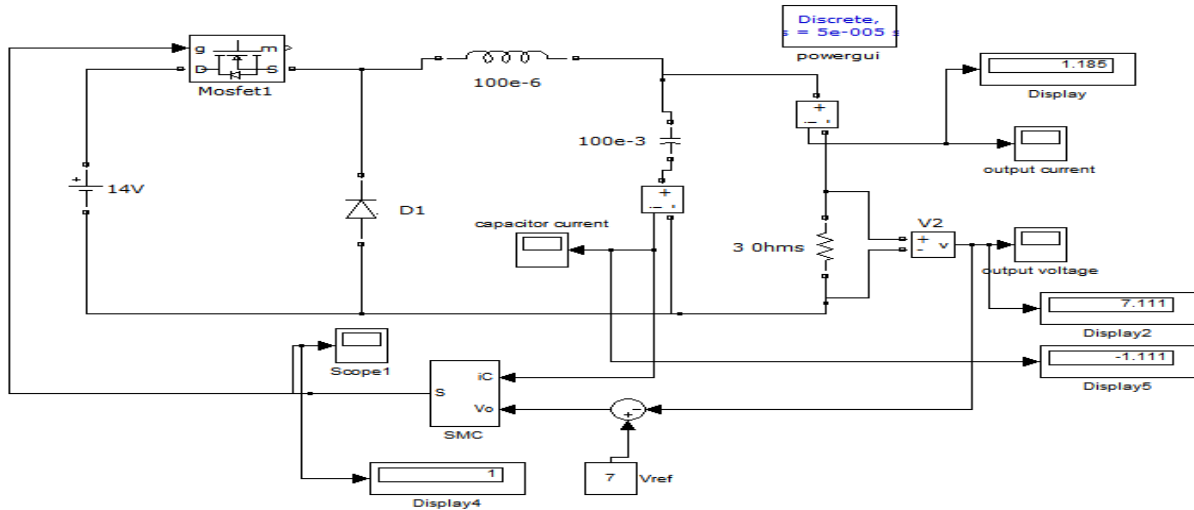 Discrete,
s = 5e-005 s
powergui
g
m
D
S
Mosfet1
100e-6
1.185
Display
+
-
i
100e-3
output current
+
14V
D1
+
-
i
capacitor current
V2
3 0hms
+
-
v
output voltage
7.111
Display2
Scope1
-1.111
Display5
iC
S
Vo
SMC
-
+
7
Vref
1
Display4